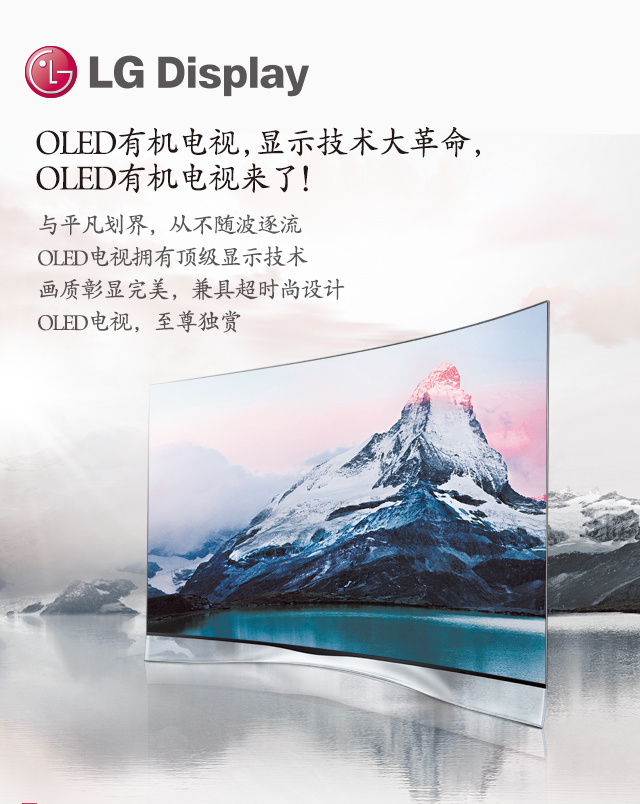 LG Display
OLED有机电视,显示技术大革命,
OLED有机电视来了!
与平凡划界，从不随波逐流
OLED电视拥有顶级显示技术
画质彰显完美，兼具超时尚设计
OLED电视，至尊独赏